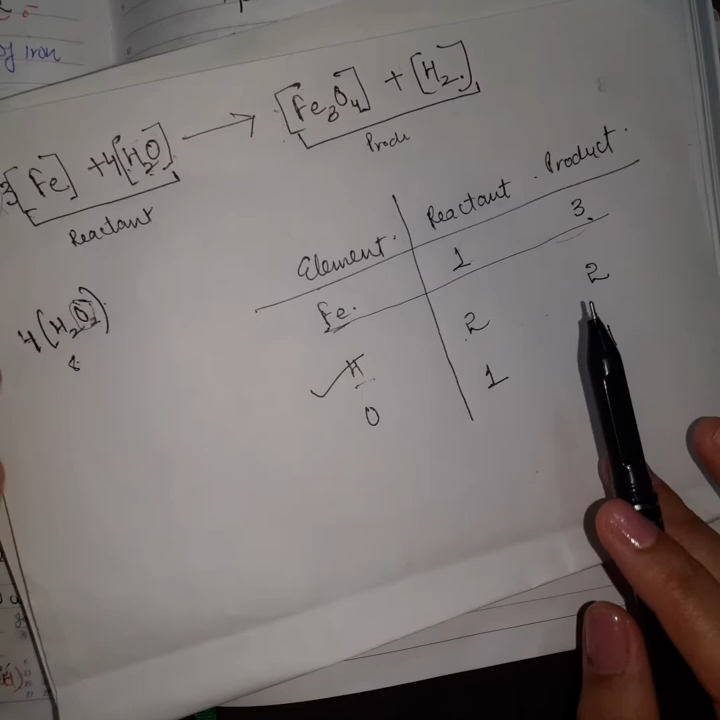 of iron
3[Fe] + 4[H₂O] → [Fe₃O₄] + [H₂]
Reactant
Produ
4(H₂O)
8
Element. Reactant . Product.
Fe. 1 3.
H 2 2
O 1